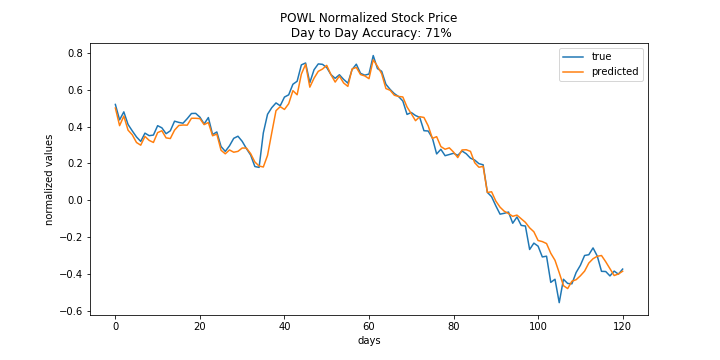 POWL Normalized Stock Price
Day to Day Accuracy: 71%
true
predicted
normalized values
0.8
0.6
0.4
0.2
0.0
−0.2
−0.4
−0.6
0
20
40
60
80
100
120
days